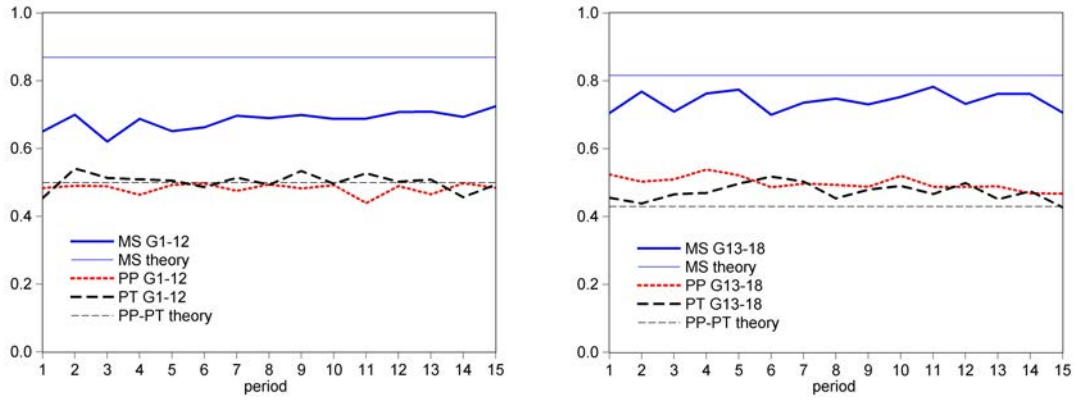 1.0
0.8
0.6
0.4
0.2
0.0
MS G1-12
MS theory
PP G1-12
PT G1-12
PP-PT theory
1 2 3 4 5 6 7 8 9 10 11 12 13 14 15
period
1.0
0.8
0.6
0.4
0.2
0.0
MS G13-18
MS theory
PP G13-18
PT G13-18
PP-PT theory
1 2 3 4 5 6 7 8 9 10 11 12 13 14 15
period